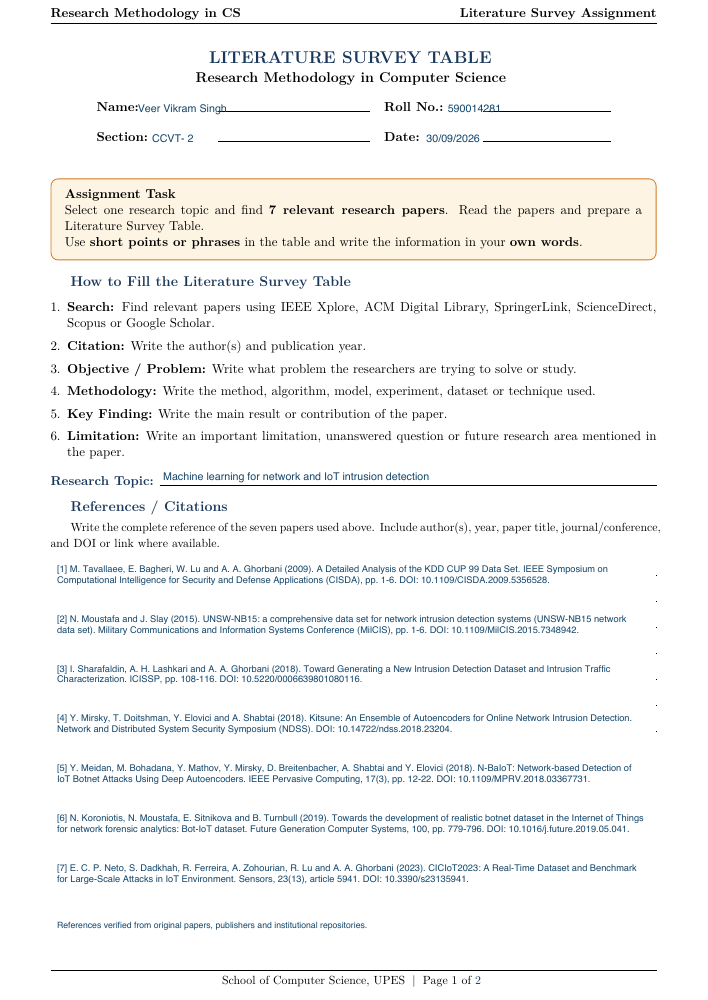 Research Methodology in CS Literature Survey Assignment
LITERATURE SURVEY TABLE
Research Methodology in Computer Science
Name: Veer Vikram Singh Roll No.: 590014281
Section: CCVT- 2 Date: 30/09/2026
Assignment Task
Select one research topic and find 7 relevant research papers. Read the papers and prepare a
Literature Survey Table.
Use short points or phrases in the table and write the information in your own words.
How to Fill the Literature Survey Table
1. Search: Find relevant papers using IEEE Xplore, ACM Digital Library, SpringerLink, ScienceDirect,
Scopus or Google Scholar.
2. Citation: Write the author(s) and publication year.
3. Objective / Problem: Write what problem the researchers are trying to solve or study.
4. Methodology: Write the method, algorithm, model, experiment, dataset or technique used.
5. Key Finding: Write the main result or contribution of the paper.
6. Limitation: Write an important limitation, unanswered question or future research area mentioned in
the paper.
Research Topic: Machine learning for network and IoT intrusion detection
References / Citations
Write the complete reference of the seven papers used above. Include author(s), year, paper title, journal/conference,
and DOI or link where available.
[1] M. Tavallaee, E. Bagheri, W. Lu and A. A. Ghorbani (2009). A Detailed Analysis of the KDD CUP 99 Data Set. IEEE Symposium on
Computational Intelligence for Security and Defense Applications (CISDA), pp. 1-6. DOI: 10.1109/CISDA.2009.5356528.
[2] N. Moustafa and J. Slay (2015). UNSW-NB15: a comprehensive data set for network intrusion detection systems (UNSW-NB15 network
data set). Military Communications and Information Systems Conference (MilCIS), pp. 1-6. DOI: 10.1109/MilCIS.2015.7348942.
[3] I. Sharafaldin, A. H. Lashkari and A. A. Ghorbani (2018). Toward Generating a New Intrusion Detection Dataset and Intrusion Traffic
Characterization. ICISSP, pp. 108-116. DOI: 10.5220/0006639801080116.
[4] Y. Mirsky, T. Doitshman, Y. Elovici and A. Shabtai (2018). Kitsune: An Ensemble of Autoencoders for Online Network Intrusion Detection.
Network and Distributed System Security Symposium (NDSS). DOI: 10.14722/ndss.2018.23204.
[5] Y. Meidan, M. Bohadana, Y. Mathov, Y. Mirsky, D. Breitenbacher, A. Shabtai and Y. Elovici (2018). N-BaIoT: Network-based Detection of
IoT Botnet Attacks Using Deep Autoencoders. IEEE Pervasive Computing, 17(3), pp. 12-22. DOI: 10.1109/MPRV.2018.03367731.
[6] N. Koroniotis, N. Moustafa, E. Sitnikova and B. Turnbull (2019). Towards the development of realistic botnet dataset in the Internet of Things
for network forensic analytics: Bot-IoT dataset. Future Generation Computer Systems, 100, pp. 779-796. DOI: 10.1016/j.future.2019.05.041.
[7] E. C. P. Neto, S. Dadkhah, R. Ferreira, A. Zohourian, R. Lu and A. A. Ghorbani (2023). CICIoT2023: A Real-Time Dataset and Benchmark
for Large-Scale Attacks in IoT Environment. Sensors, 23(13), article 5941. DOI: 10.3390/s23135941.
References verified from original papers, publishers and institutional repositories.
School of Computer Science, UPES | Page 1 of 2